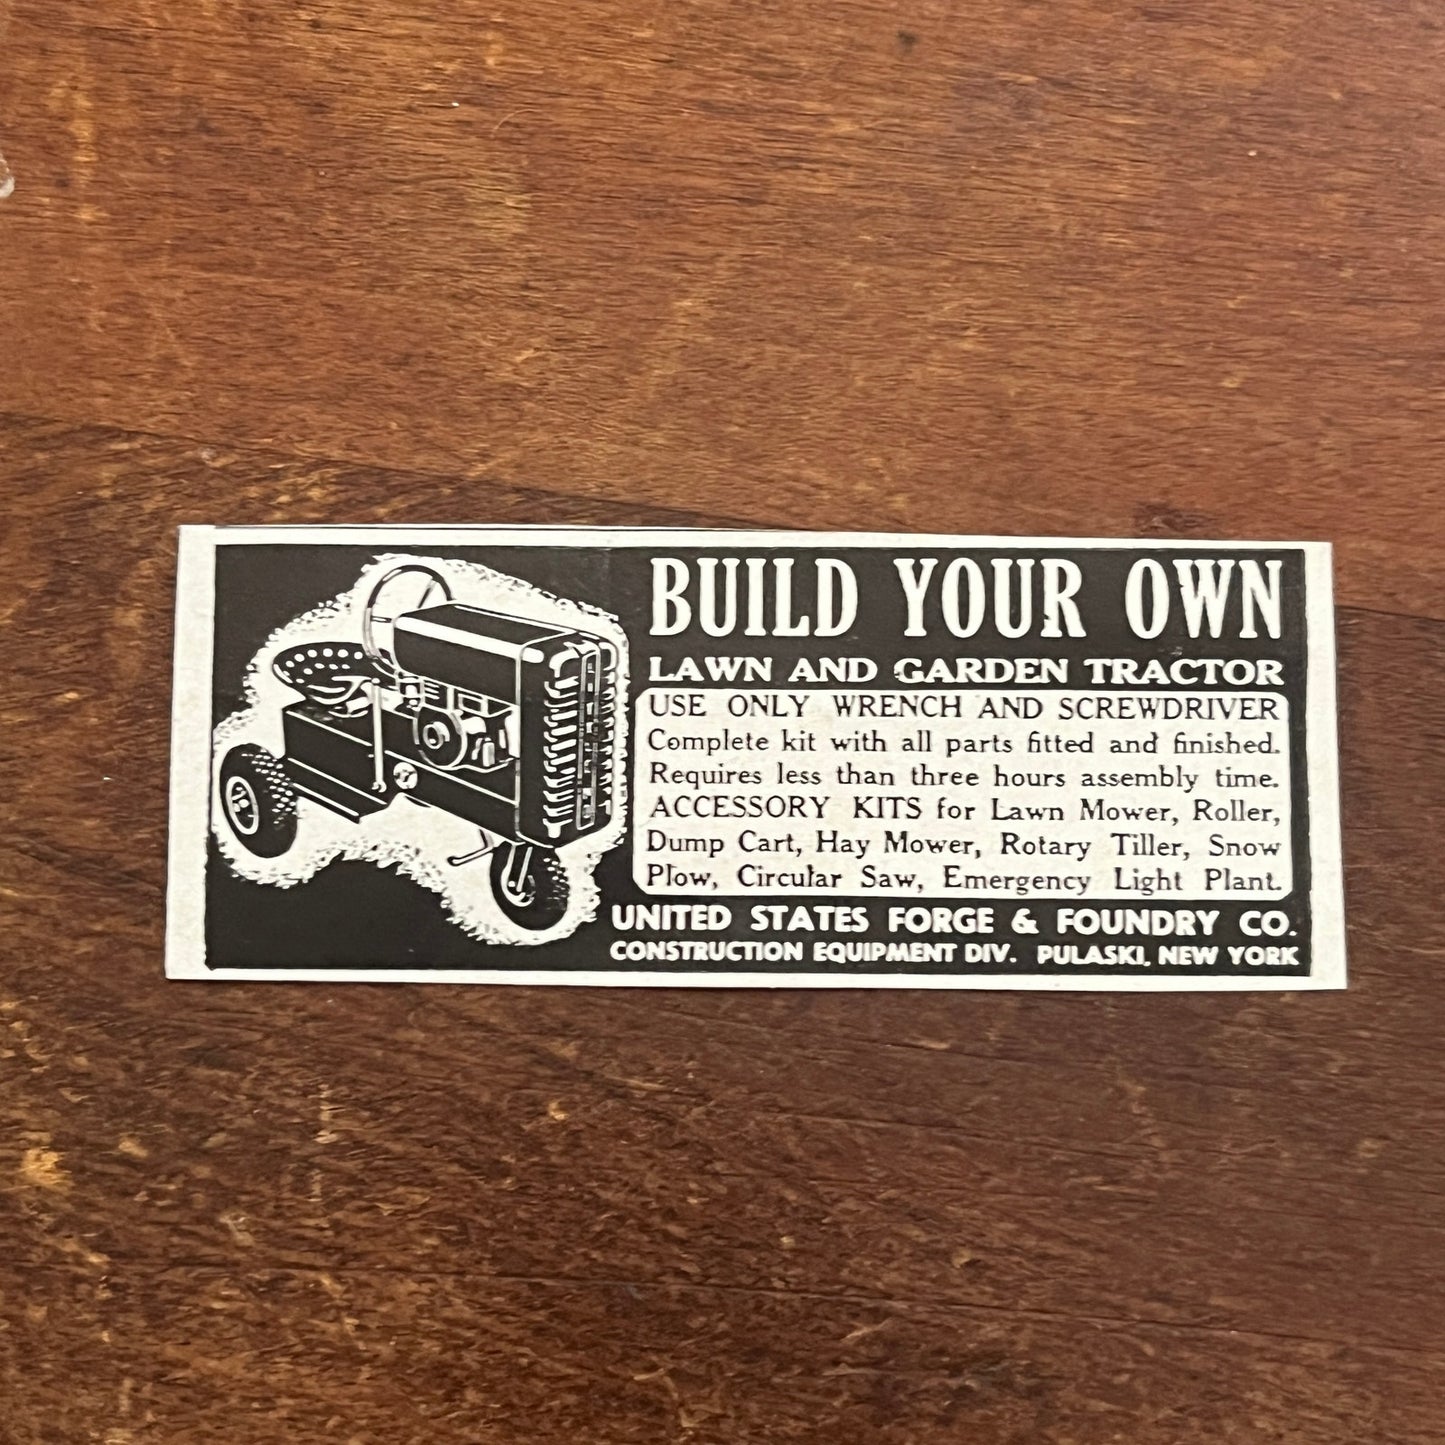 BUILD YOUR OWN
LAWN AND GARDEN TRACTOR
USE ONLY WRENCH AND SCREWDRIVER
Complete kit with all parts fitted and finished.
Requires less than three hours assembly time.
ACCESSORY KITS for Lawn Mower, Roller,
Dump Cart, Hay Mower, Rotary Tiller, Snow
Plow, Circular Saw, Emergency Light Plant.
UNITED STATES FORGE & FOUNDRY CO.
CONSTRUCTION EQUIPMENT DIV. PULASKI, NEW YORK